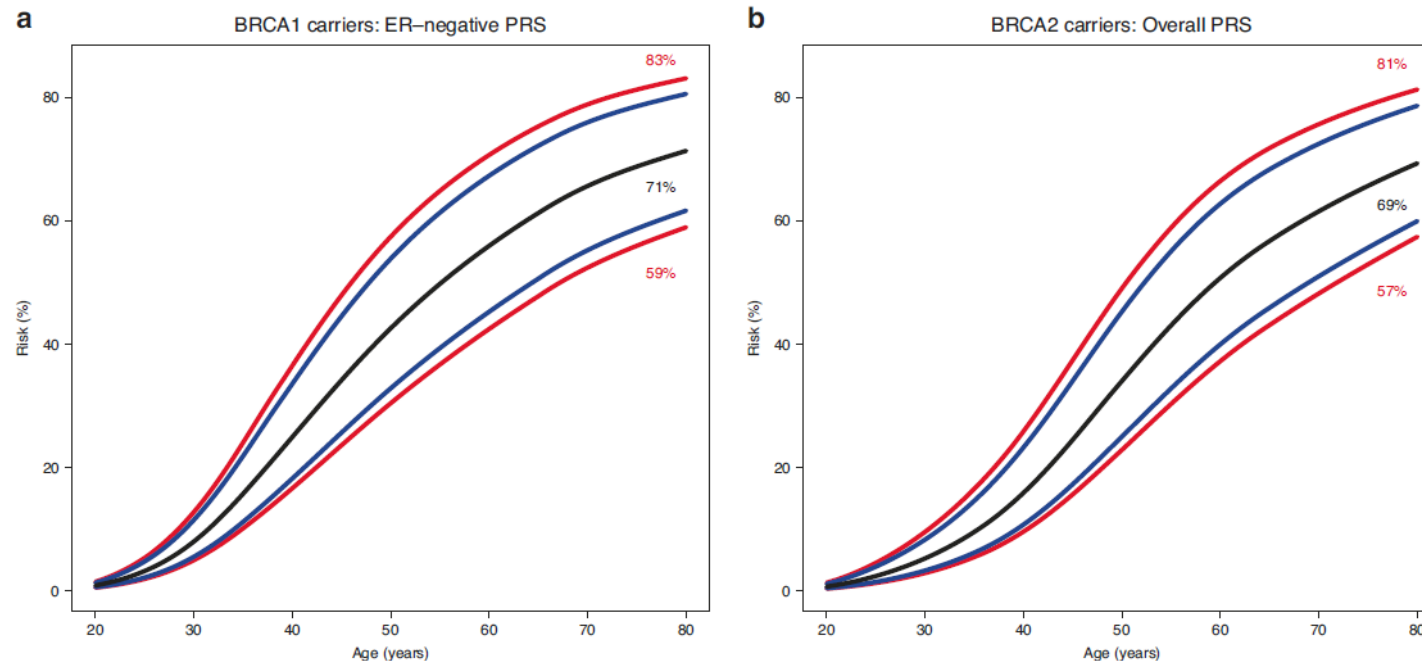 a
BRCA1 carriers: ER–negative PRS
83%
80
71%
60
59%
Risk (%)
40
20
0
20 30 40 50 60 70 80
Age (years)
b
BRCA2 carriers: Overall PRS
81%
80
69%
60
57%
Risk (%)
40
20
0
20 30 40 50 60 70 80
Age (years)